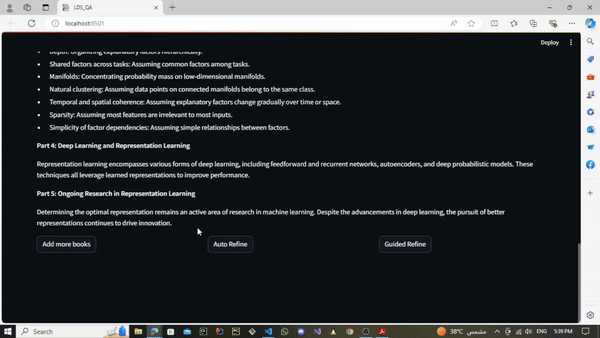 LDS_QA
localhost:8501
Deploy
• Depth: Organizing explanatory factors hierarchically.
• Shared factors across tasks: Assuming common factors among tasks.
• Manifolds: Concentrating probability mass on low-dimensional manifolds.
• Natural clustering: Assuming data points on connected manifolds belong to the same class.
• Temporal and spatial coherence: Assuming explanatory factors change gradually over time or space.
• Sparsity: Assuming most features are irrelevant to most inputs.
• Simplicity of factor dependencies: Assuming simple relationships between factors.
Part 4: Deep Learning and Representation Learning
Representation learning encompasses various forms of deep learning, including feedforward and recurrent networks, autoencoders, and deep probabilistic models. These
techniques all leverage learned representations to improve performance.
Part 5: Ongoing Research in Representation Learning
Determining the optimal representation remains an active area of research in machine learning. Despite the advancements in deep learning, the pursuit of better
representations continues to drive innovation.
Add more books
Auto Refine
Guided Refine
Search
38°C مشمس
ENG
5:39 PM